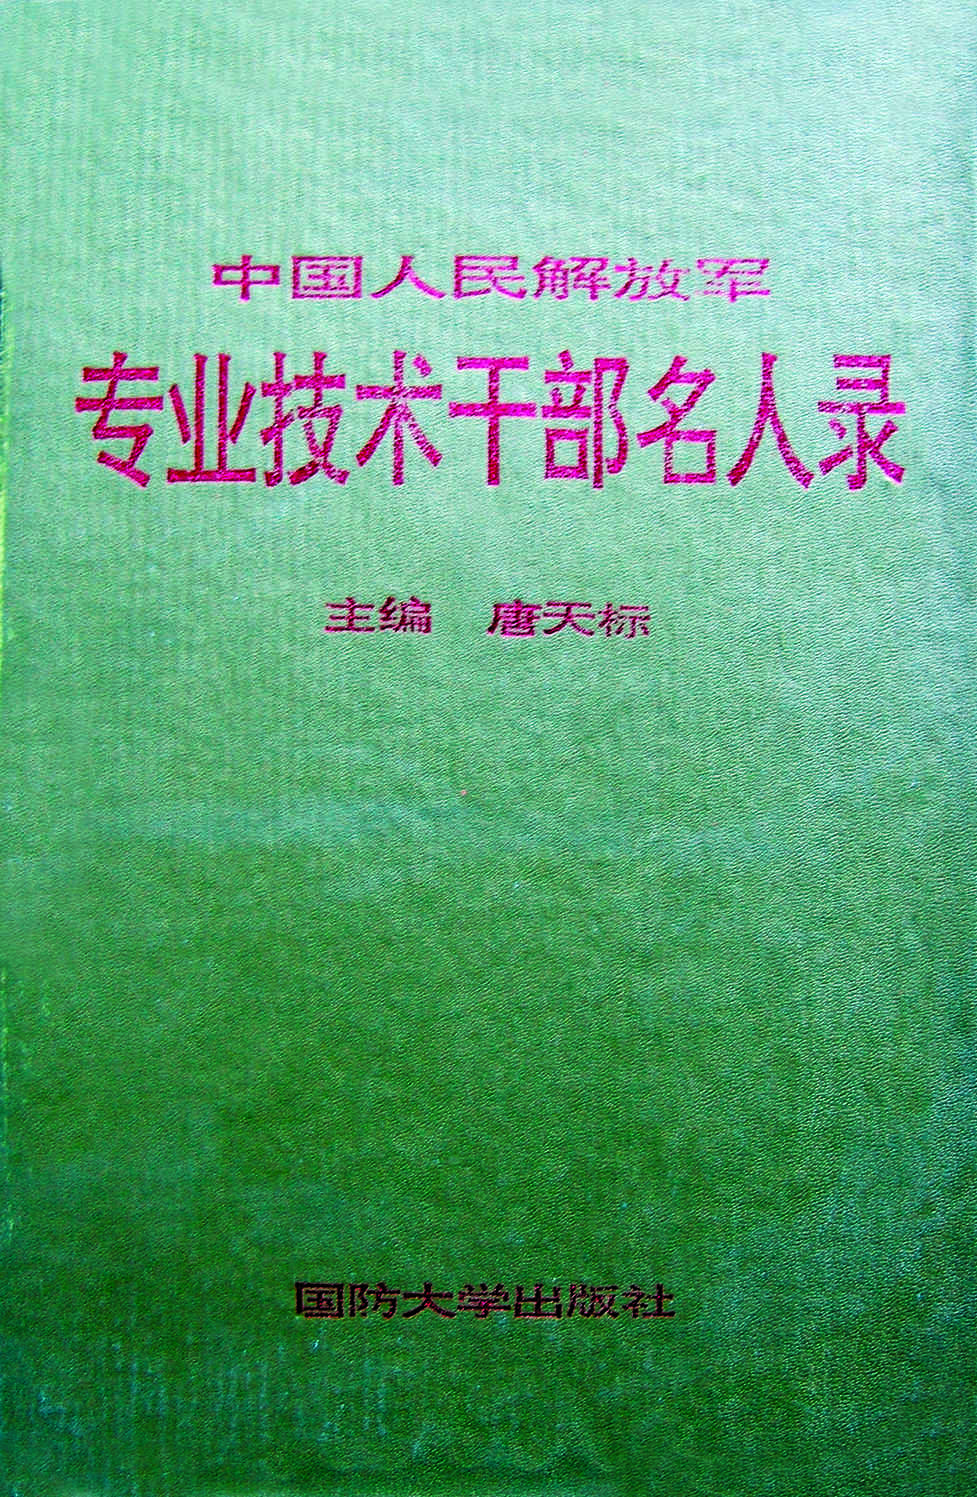 中国人民解放军
专业技术干部名人录
主编 唐天标
国防大学出版社